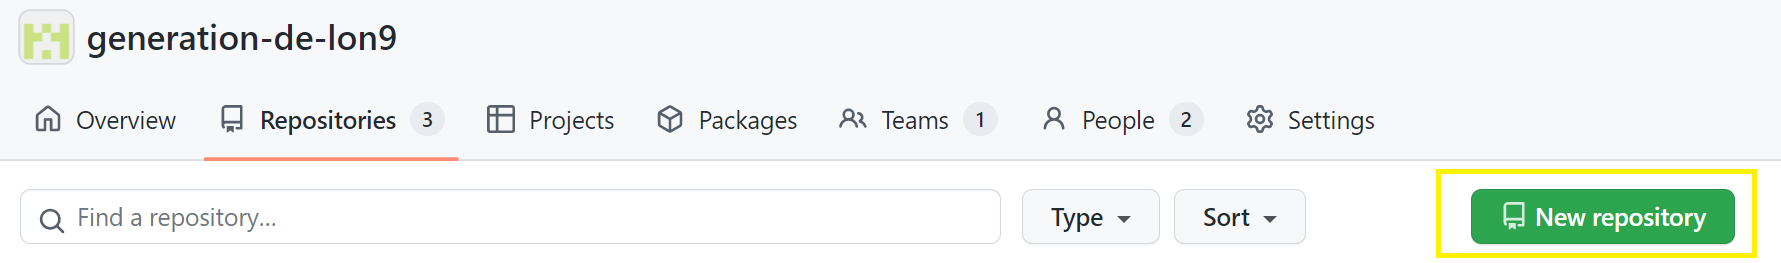 generation-de-lon9
Overview Repositories 3 Projects Packages Teams 1 People 2 Settings
Find a repository... Type Sort New repository